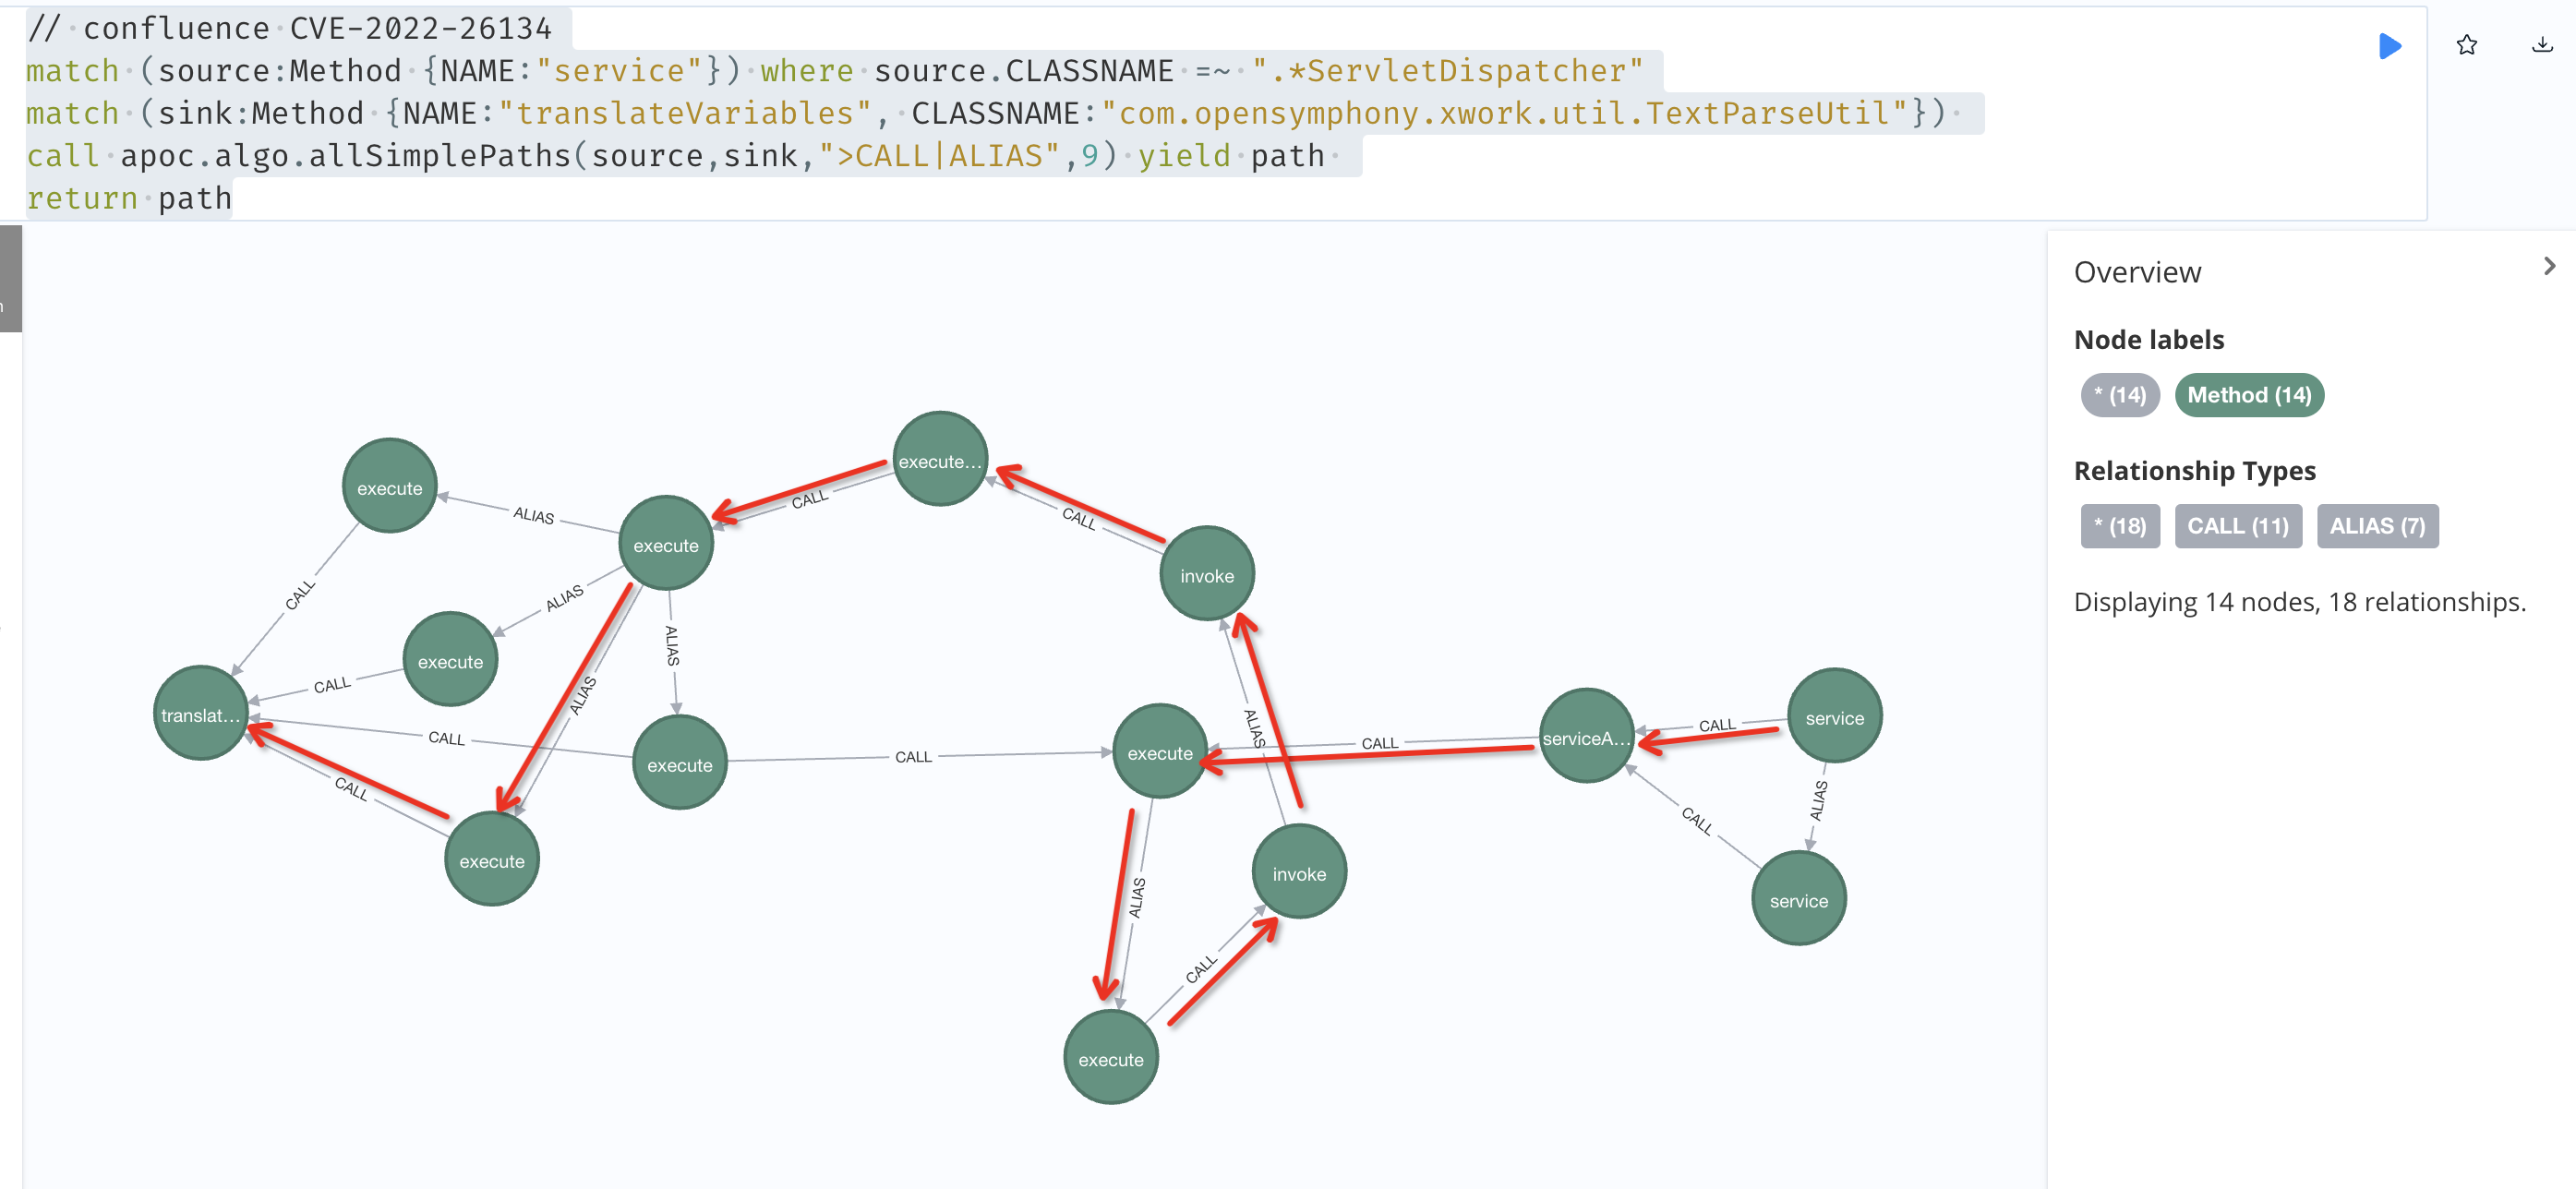 // confluence CVE-2022-26134
match (source:Method {NAME:"service"}) where source.CLASSNAME =~ ".*ServletDispatcher"
match (sink:Method {NAME:"translateVariables", CLASSNAME:"com.opensymphony.xwork.util.TextParseUtil"})
call apoc.algo.allSimplePaths(source,sink,">CALL|ALIAS",9) yield path
return path
Overview
Node labels
* (14) Method (14)
Relationship Types
* (18) CALL (11) ALIAS (7)
Displaying 14 nodes, 18 relationships.
execute...
execute
CALL
ALIAS
CALL
execute
invoke
ALIAS
CALL
ALIAS
execute
CALL
ALIAS
translat...
CALL
execute
CALL
execute
CALL
ALIAS
CALL
serviceA...
CALL
service
CALL
execute
ALIAS
invoke
ALIAS
CALL
service
CALL
execute